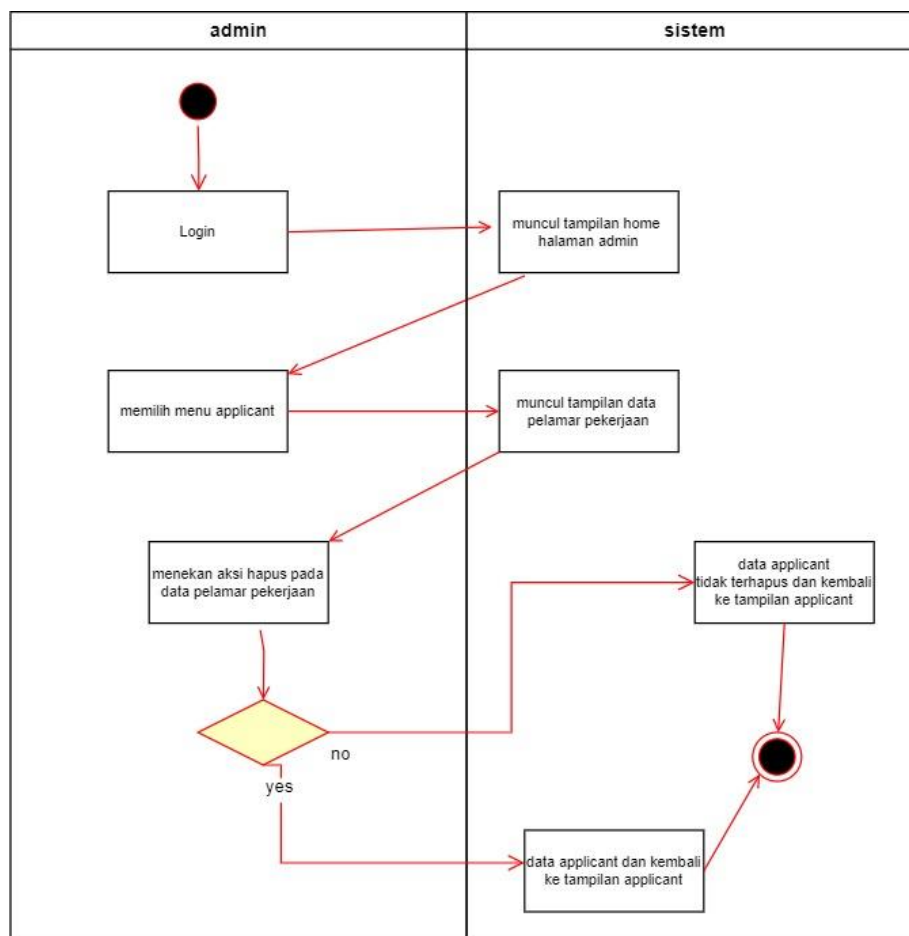 admin
sistem
Login
muncul tampilan home
halaman admin
memilih menu applicant
muncul tampilan data
pelamar pekerjaan
menekan aksi hapus pada
data pelamar pekerjaan
data applicant
tidak terhapus dan kembali
ke tampilan applicant
no
yes
data applicant dan kembali
ke tampilan applicant